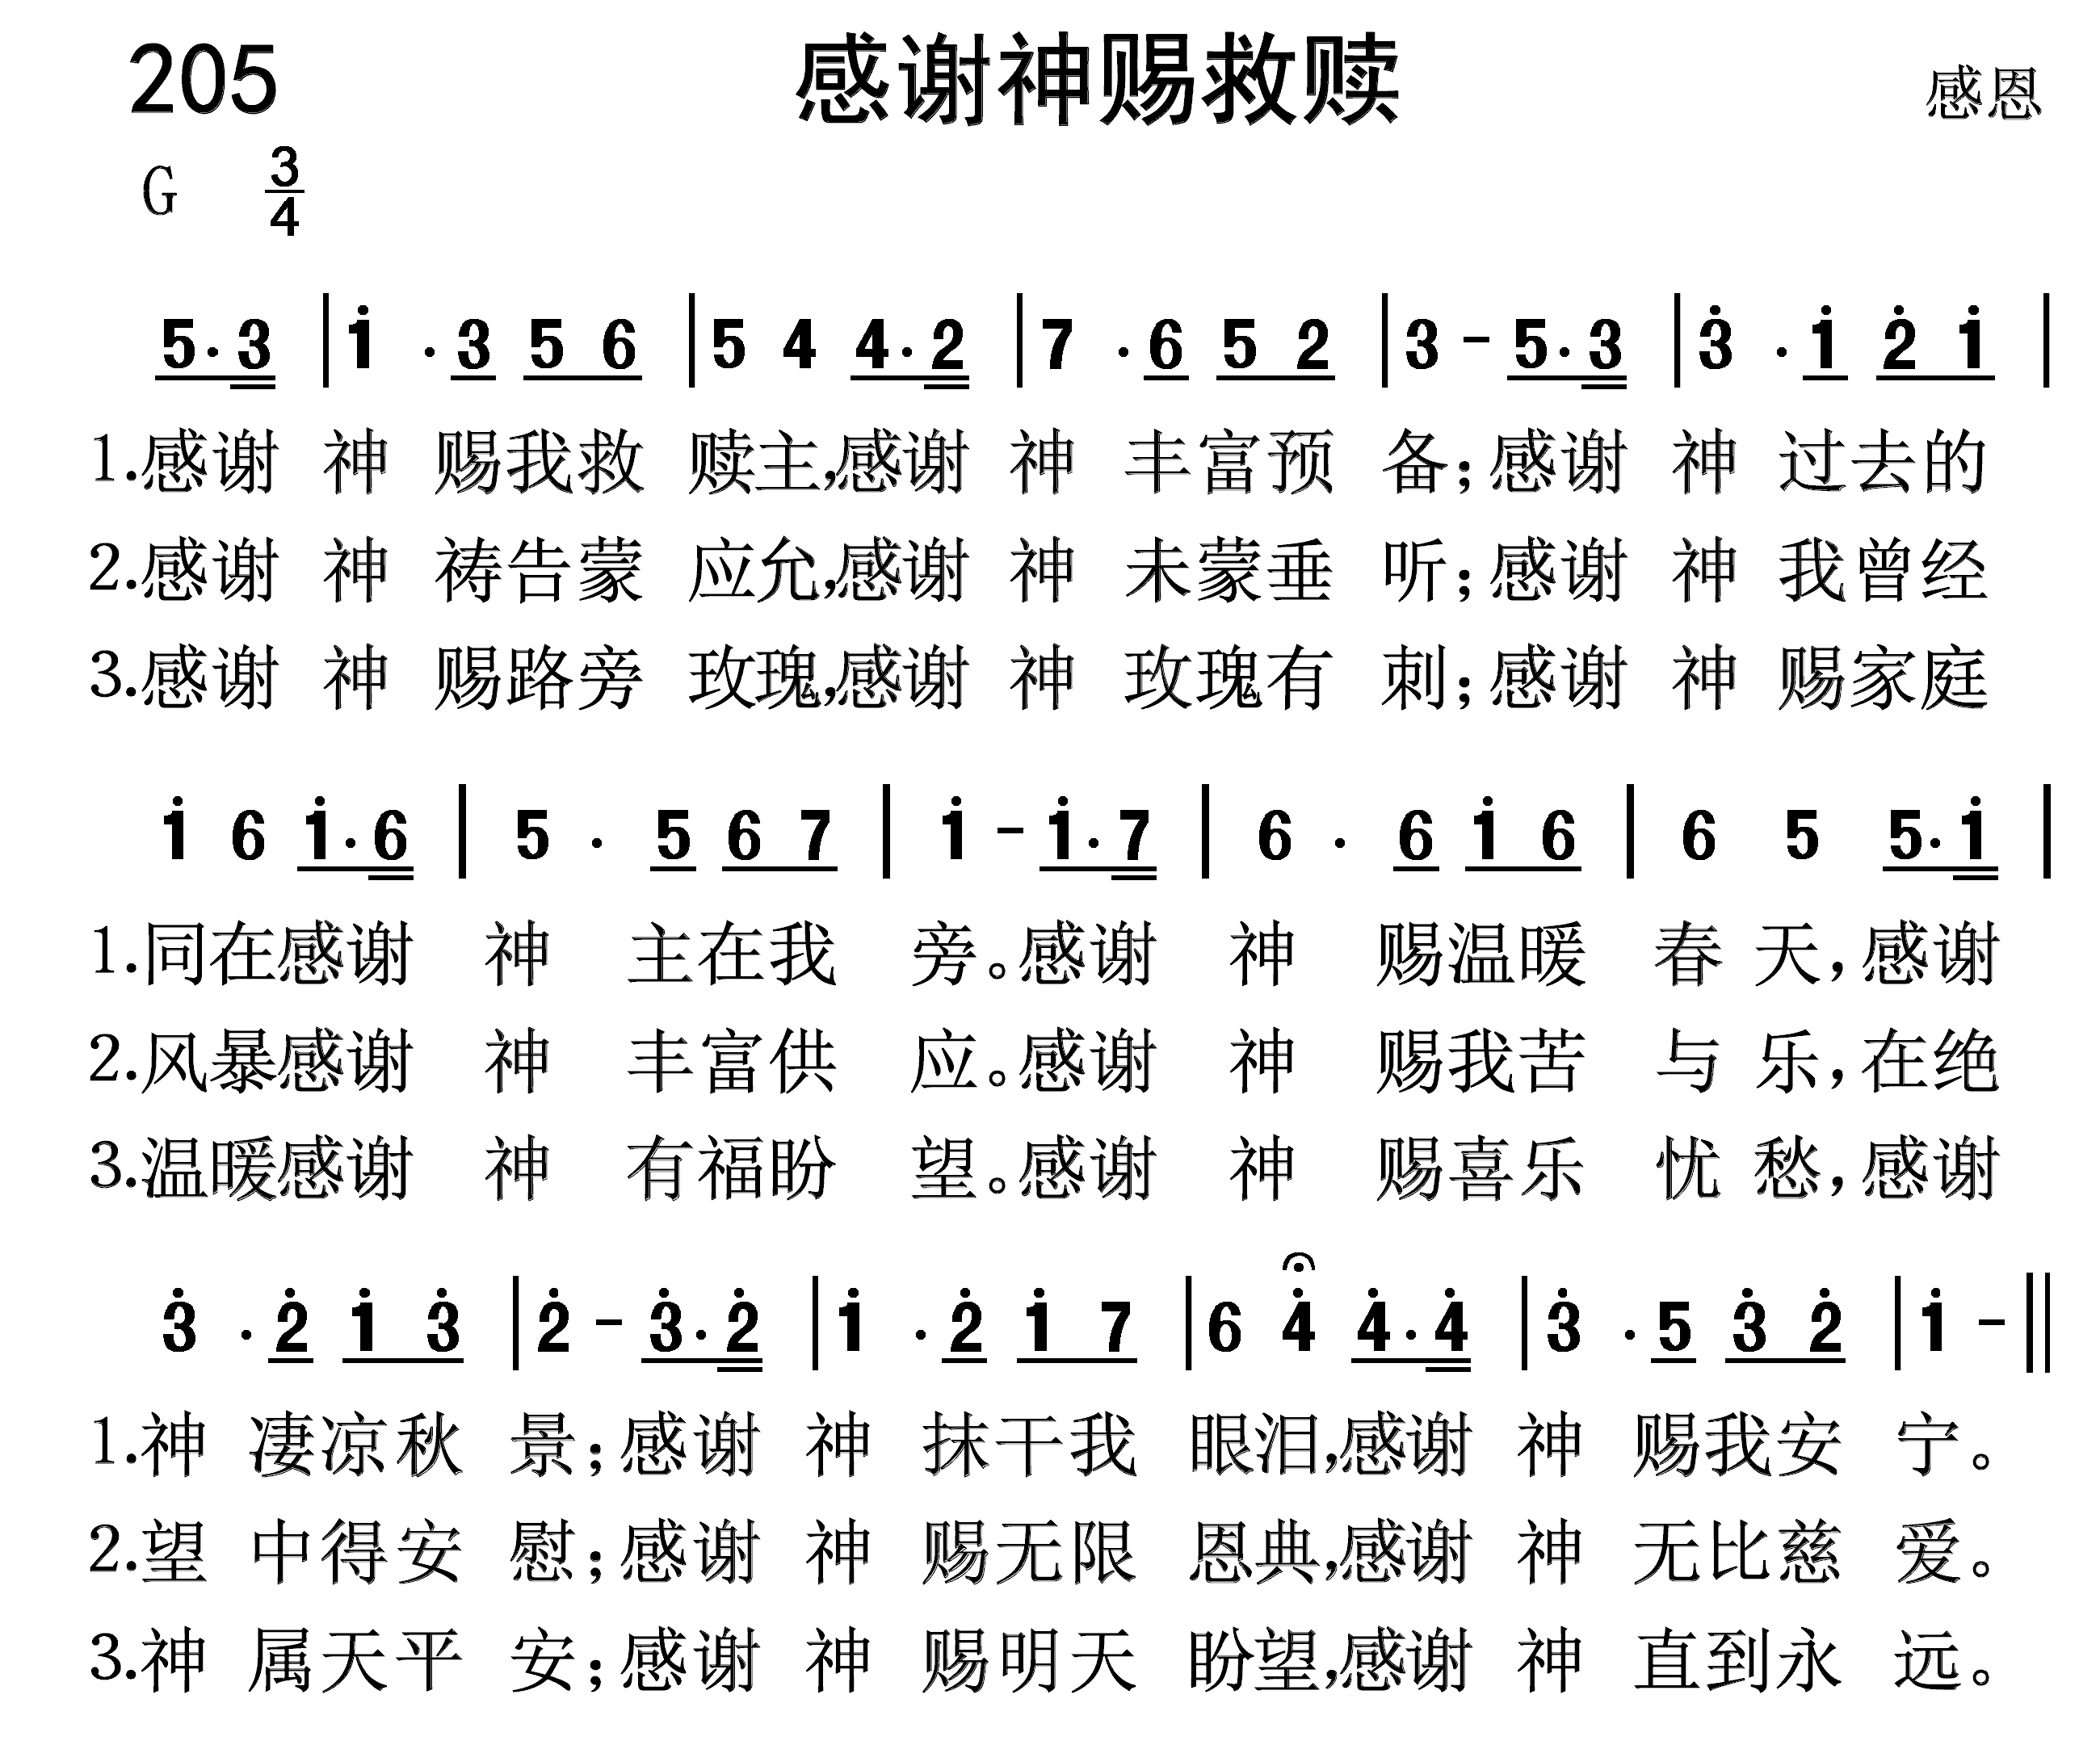 205 感谢神赐救赎 感恩
G 3/4
5·3 | i ·3 5 6 | 5 4 4·2 | 7 ·6 5 2 | 3 - 5·3 | 3̇ ·i 2̇ i |
1.感谢 神 赐我救 赎主,感谢 神 丰富预 备;感谢 神 过去的
2.感谢 神 祷告蒙 应允,感谢 神 未蒙垂 听;感谢 神 我曾经
3.感谢 神 赐路旁 玫瑰,感谢 神 玫瑰有 刺;感谢 神 赐家庭
i 6 i·6 | 5 · 5 6 7 | i - i·7 | 6 · 6 i 6 | 6 5 5·i |
1.同在感谢 神 主在我 旁。感谢 神 赐温暖 春 天,感谢
2.风暴感谢 神 丰富供 应。感谢 神 赐我苦 与 乐,在绝
3.温暖感谢 神 有福盼 望。感谢 神 赐喜乐 忧 愁,感谢
3̇ ·2̇ i 3̇ | 2̇ - 3̇·2̇ | i ·2̇ i 7 | 6 4̇ 4̇·4̇ | 3̇ ·5 3̇ 2̇ | i - ||
1.神 凄凉秋 景;感谢 神 抹干我 眼泪,感谢 神 赐我安 宁。
2.望 中得安 慰;感谢 神 赐无限 恩典,感谢 神 无比慈 爱。
3.神 属天平 安;感谢 神 赐明天 盼望,感谢 神 直到永 远。